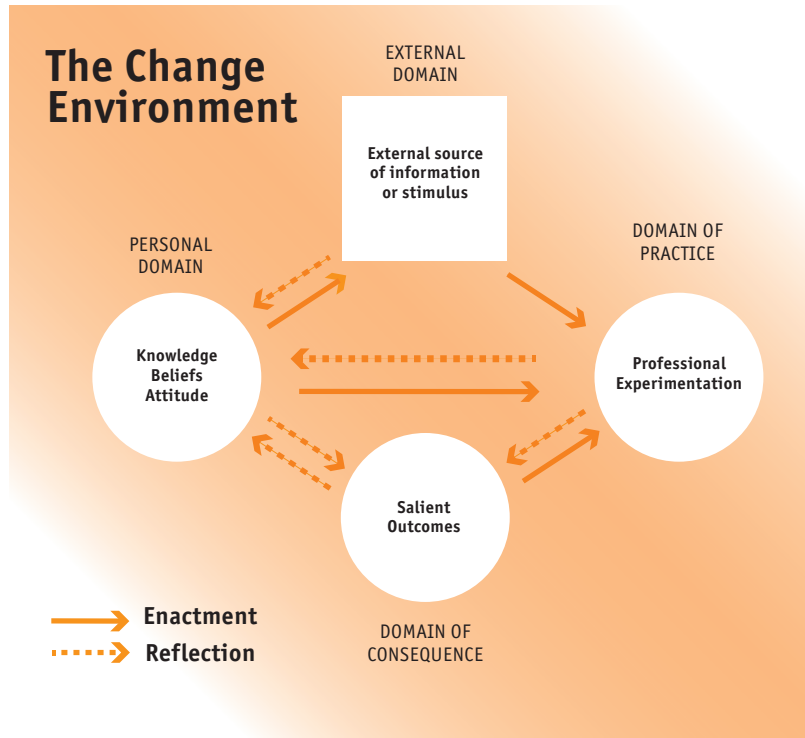 The Change
Environment
EXTERNAL
DOMAIN
External source
of information
or stimulus
PERSONAL
DOMAIN
DOMAIN OF
PRACTICE
Knowledge
Beliefs
Attitude
Professional
Experimentation
Salient
Outcomes
Enactment
Reflection
DOMAIN OF
CONSEQUENCE